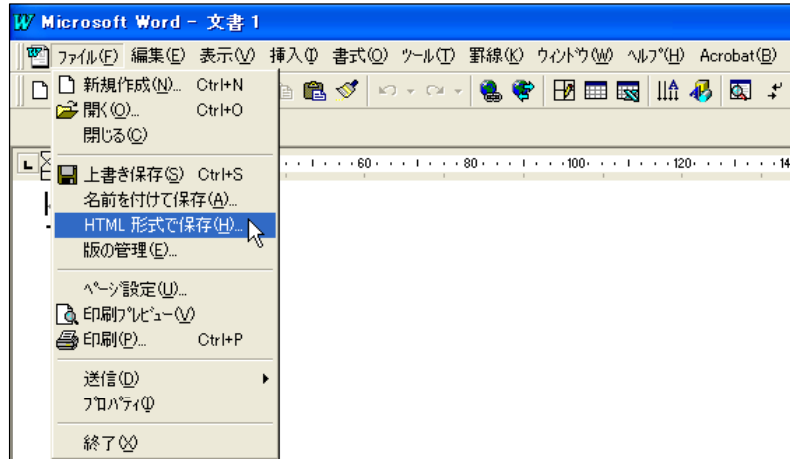 Microsoft Word - 文書 1
ファイル(F) 編集(E) 表示(V) 挿入(I) 書式(O) ツール(T) 罫線(K) ウィンドウ(W) ヘルプ(H) Acrobat(B)
新規作成(N)... Ctrl+N
開く(O)... Ctrl+O
閉じる(C)
上書き保存(S) Ctrl+S
60 80 100 120 14
名前を付けて保存(A)...
HTML 形式で保存(H)...
版の管理(E)...
ページ設定(U)...
印刷プレビュー(V)
印刷(P)... Ctrl+P
送信(D)
プロパティ(I)
終了(X)